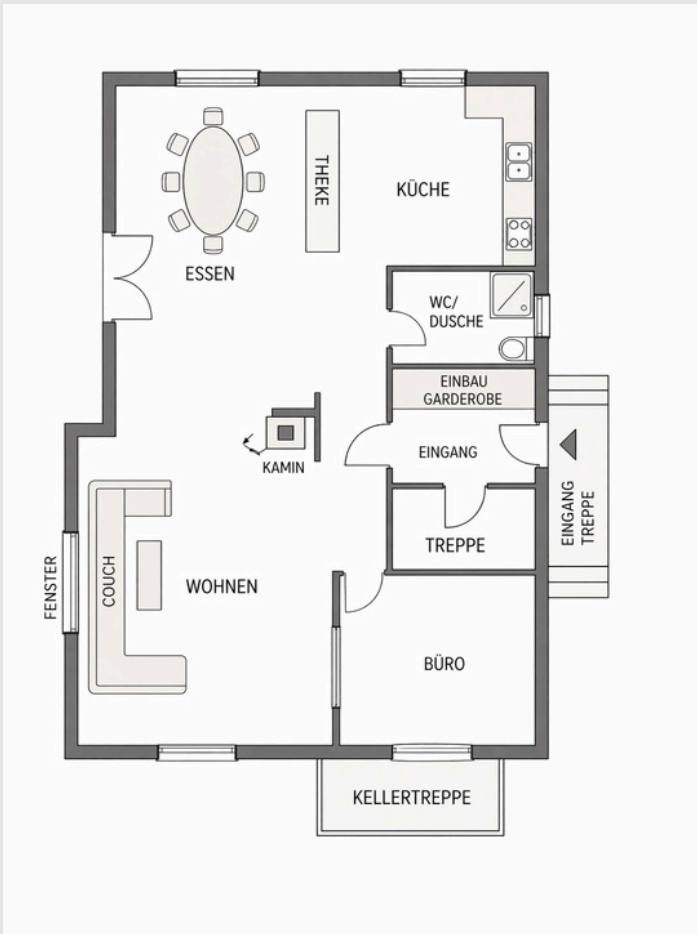 THEKE
KÜCHE
ESSEN
WC/
DUSCHE
EINBAU
GARDEROBE
EINGANG
KAMIN
EINGANG
TREPPE
TREPPE
FENSTER
COUCH
WOHNEN
BÜRO
KELLERTREPPE